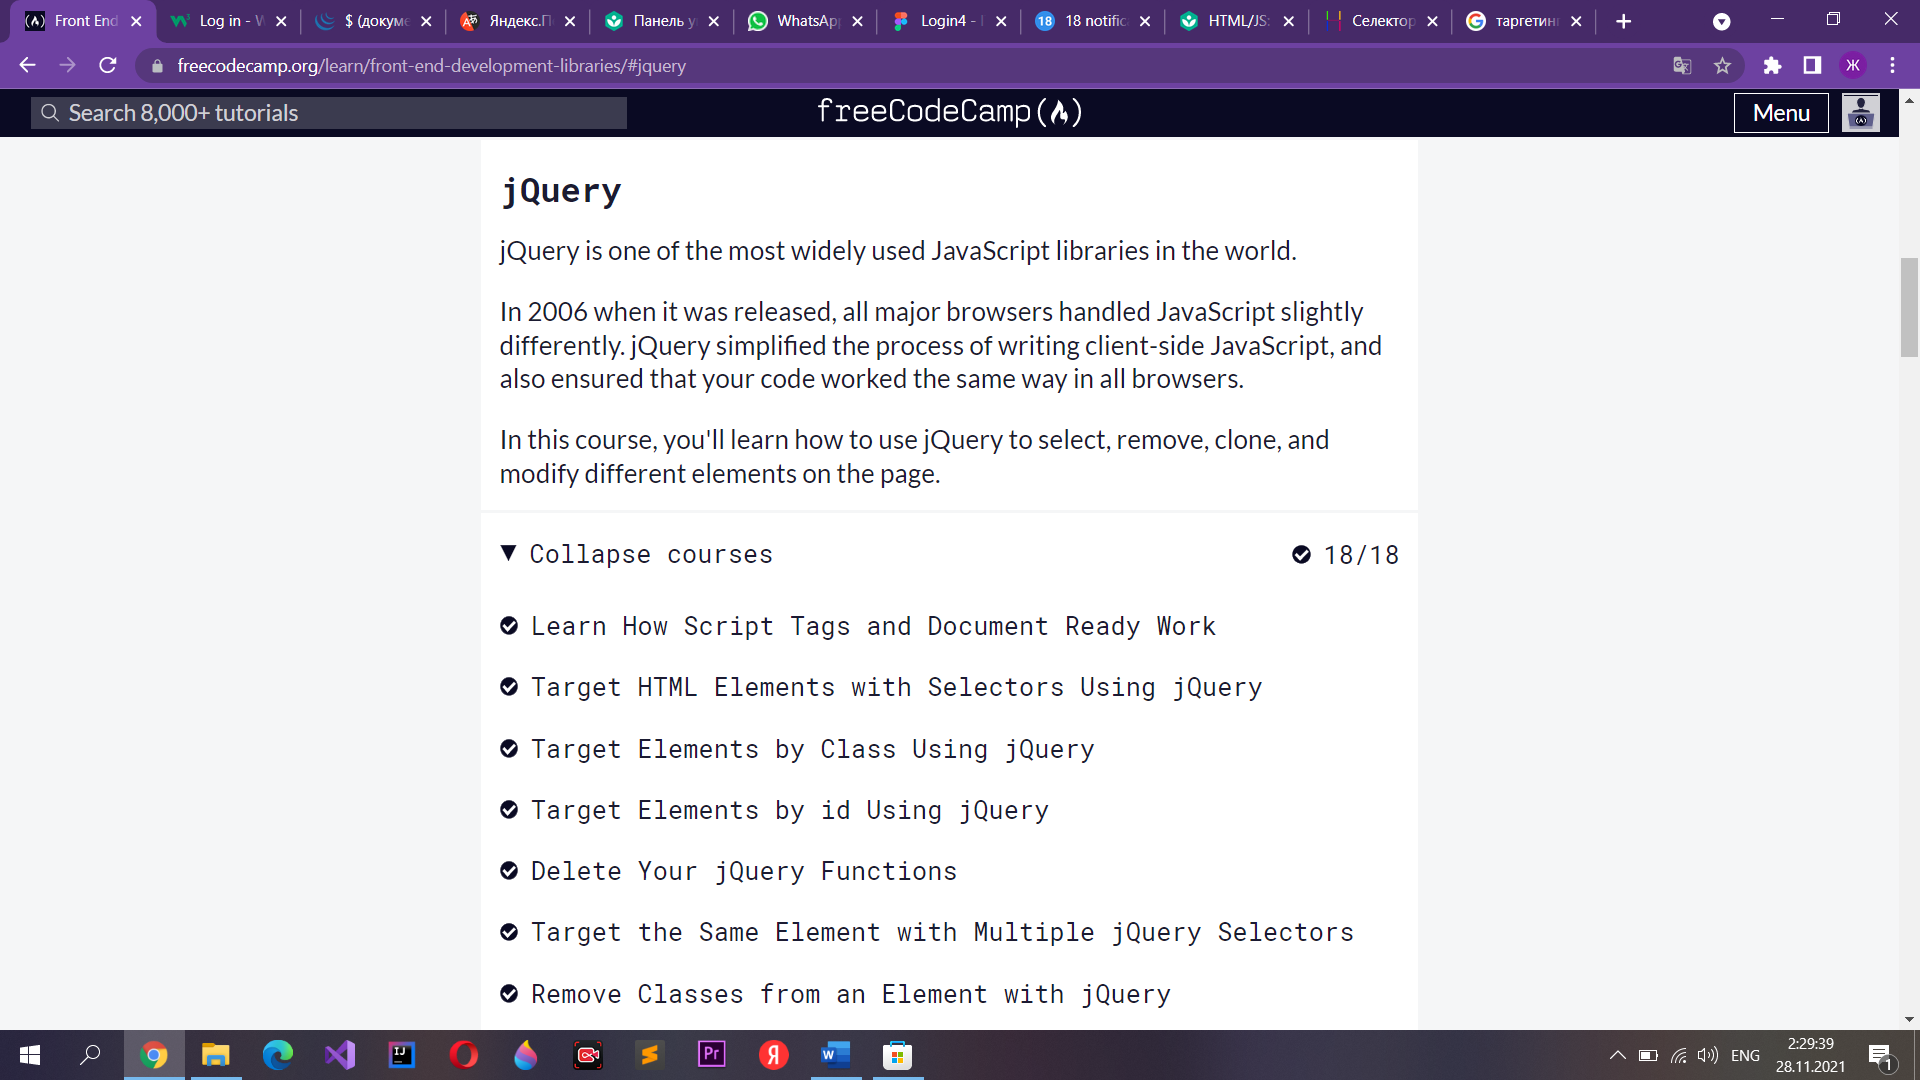 Front End
Log in - W
$ (докуме
Яндекс.П
Панель у
WhatsApp
Login4 -
18 notific
HTML/JS:
Селектор
таргетин
freecodecamp.org/learn/front-end-development-libraries/#jquery
Ж
Search 8,000+ tutorials
freeCodeCamp
Menu
jQuery
jQuery is one of the most widely used JavaScript libraries in the world.
In 2006 when it was released, all major browsers handled JavaScript slightly
differently. jQuery simplified the process of writing client-side JavaScript, and
also ensured that your code worked the same way in all browsers.
In this course, you'll learn how to use jQuery to select, remove, clone, and
modify different elements on the page.
Collapse courses 18/18
Learn How Script Tags and Document Ready Work
Target HTML Elements with Selectors Using jQuery
Target Elements by Class Using jQuery
Target Elements by id Using jQuery
Delete Your jQuery Functions
Target the Same Element with Multiple jQuery Selectors
Remove Classes from an Element with jQuery
ENG
2:29:39
28.11.2021
1